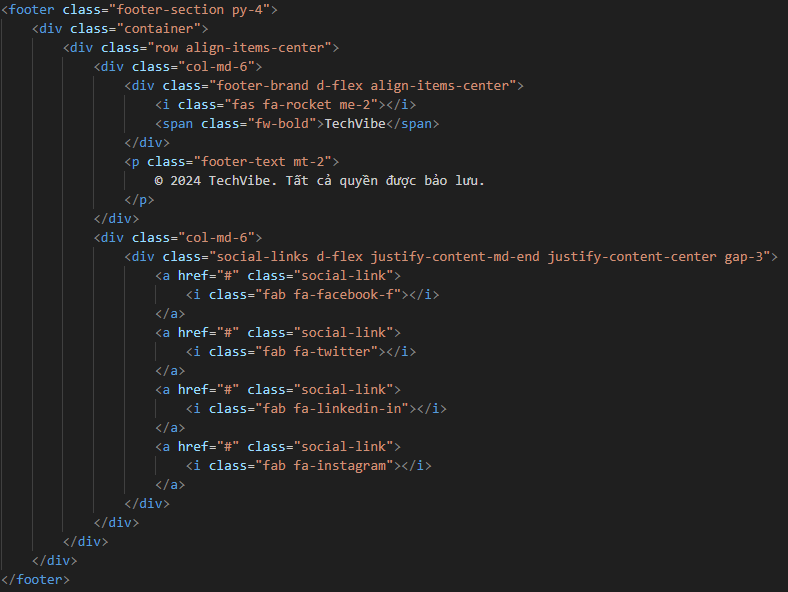 <footer class="footer-section py-4">
    <div class="container">
        <div class="row align-items-center">
            <div class="col-md-6">
                <div class="footer-brand d-flex align-items-center">
                    <i class="fas fa-rocket me-2"></i>
                    <span class="fw-bold">TechVibe</span>
                </div>
                <p class="footer-text mt-2">
                    © 2024 TechVibe. Tất cả quyền được bảo lưu.
                </p>
            </div>
            <div class="col-md-6">
                <div class="social-links d-flex justify-content-md-end justify-content-center gap-3">
                    <a href="#" class="social-link">
                        <i class="fab fa-facebook-f"></i>
                    </a>
                    <a href="#" class="social-link">
                        <i class="fab fa-twitter"></i>
                    </a>
                    <a href="#" class="social-link">
                        <i class="fab fa-linkedin-in"></i>
                    </a>
                    <a href="#" class="social-link">
                        <i class="fab fa-instagram"></i>
                    </a>
                </div>
            </div>
        </div>
    </div>
</footer>